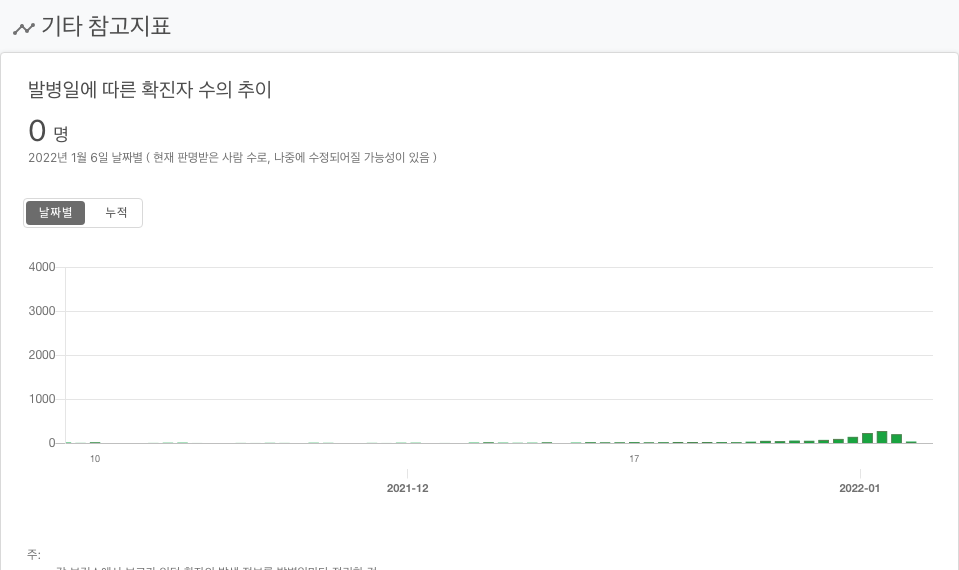 기타 참고지표
발병일에 따른 확진자 수의 추이
0 명
2022년 1월 6일 날짜별 ( 현재 판명받은 사람 수로, 나중에 수정되어질 가능성이 있음 )
날짜별 누적
4000
3000
2000
1000
0
10 17
2021-12 2022-01
주: